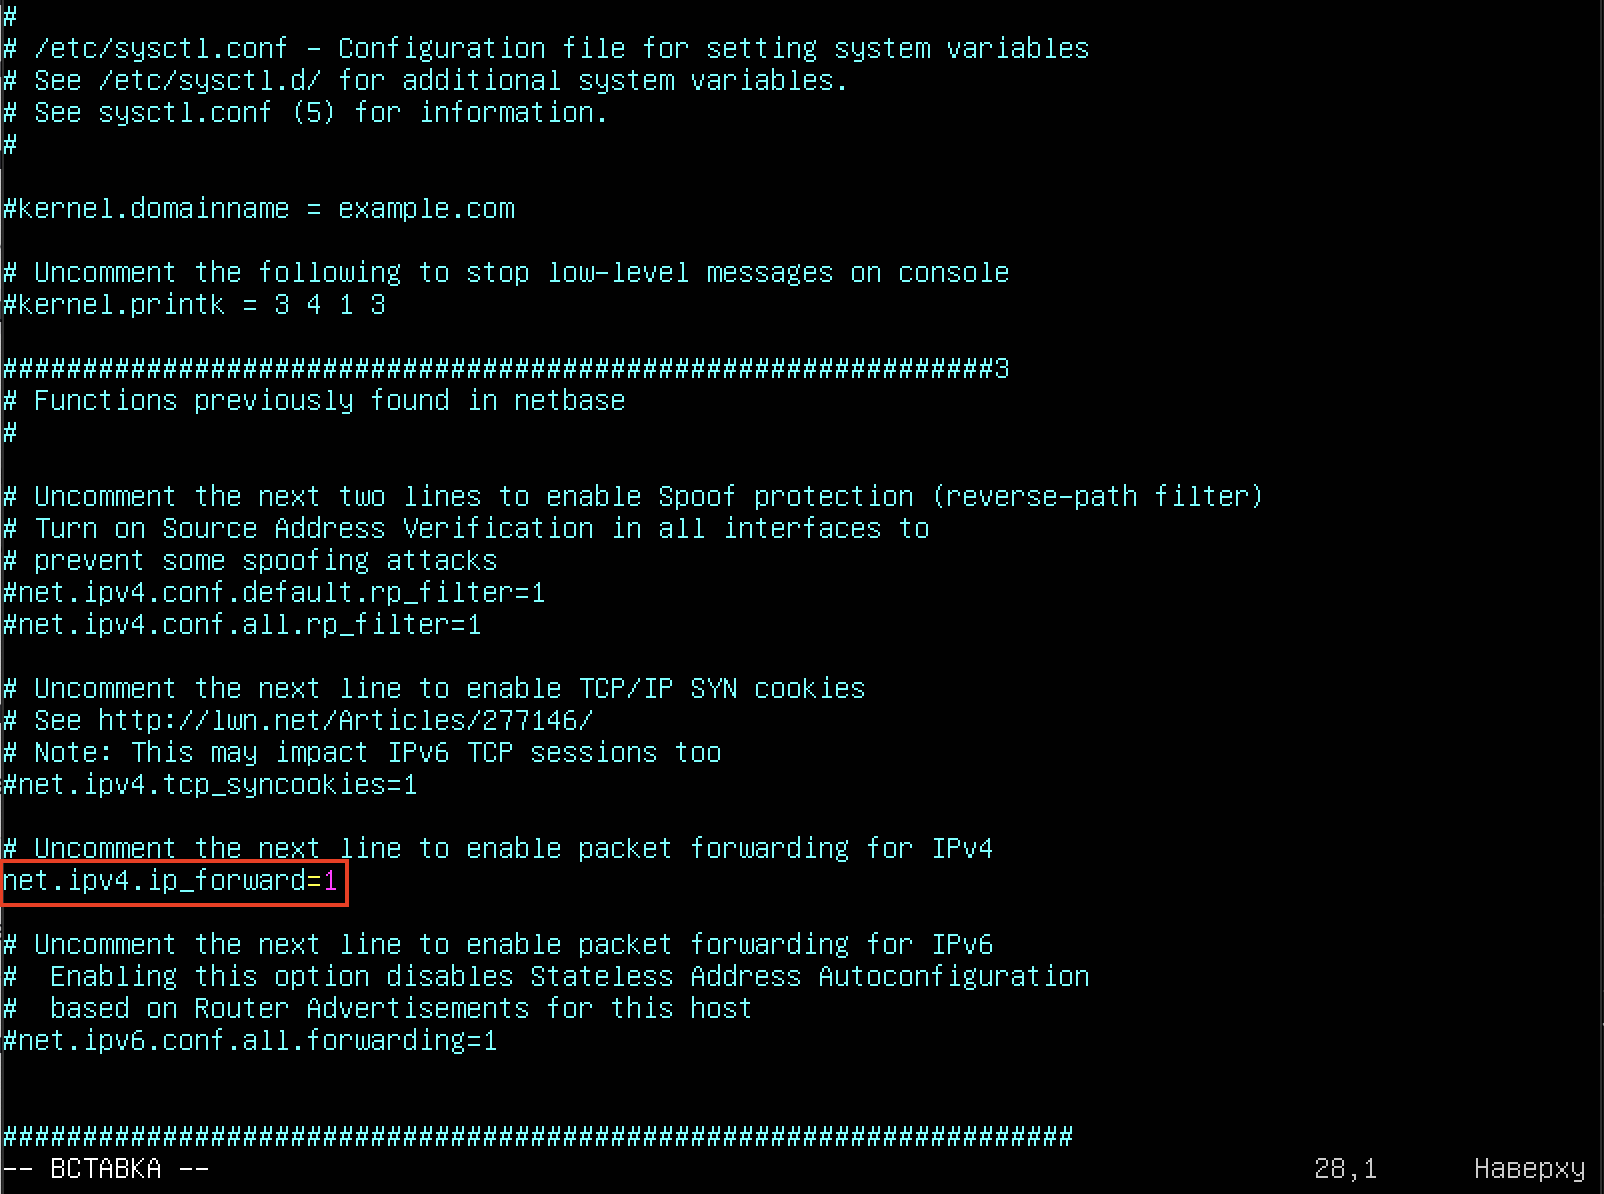 #
# /etc/sysctl.conf - Configuration file for setting system variables
# See /etc/sysctl.d/ for additional system variables.
# See sysctl.conf (5) for information.
#
#kernel.domainname = example.com
# Uncomment the following to stop low-level messages on console
#kernel.printk = 3 4 1 3
##############################################################3
# Functions previously found in netbase
#
# Uncomment the next two lines to enable Spoof protection (reverse-path filter)
# Turn on Source Address Verification in all interfaces to
# prevent some spoofing attacks
#net.ipv4.conf.default.rp_filter=1
#net.ipv4.conf.all.rp_filter=1
# Uncomment the next line to enable TCP/IP SYN cookies
# See http://lwn.net/Articles/277146/
# Note: This may impact IPv6 TCP sessions too
#net.ipv4.tcp_syncookies=1
# Uncomment the next line to enable packet forwarding for IPv4
net.ipv4.ip_forward=1
# Uncomment the next line to enable packet forwarding for IPv6
#  Enabling this option disables Stateless Address Autoconfiguration
#  based on Router Advertisements for this host
#net.ipv6.conf.all.forwarding=1
###################################################################
-- ВСТАВКА -- 28,1 Наверху